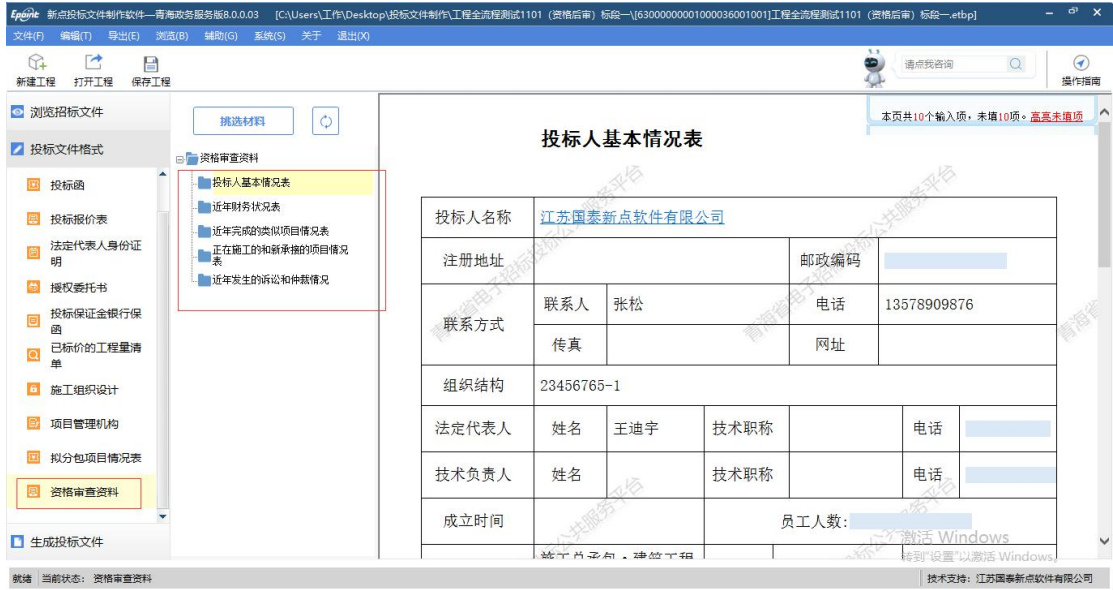 Epoint 新点投标文件制作软件—青海政务服务版8.0.0.03 [C:\Users\工作\Desktop\投标文件制作\工程全流程测试1101（资格后审）标段一\[63000000001000036001001]工程全流程测试1101（资格后审）标段一.etbp]
文件(F) 编辑(T) 导出(E) 浏览(B) 辅助(G) 系统(S) 关于 退出(X)
新建工程 打开工程 保存工程
请点我咨询
操作指南
浏览招标文件
投标文件格式
投标函
投标报价表
法定代表人身份证
明
授权委托书
投标保证金银行保
函
已标价的工程量清
单
施工组织设计
项目管理机构
拟分包项目情况表
资格审查资料
生成投标文件
挑选材料
资格审查资料
投标人基本情况表
近年财务状况表
近年完成的类似项目情况表
正在施工的和新承接的项目情况
表
近年发生的诉讼和仲裁情况
本页共10个输入项，未填10项。高亮未填项
投标人基本情况表
投标人名称 江苏国泰新点软件有限公司
注册地址 邮政编码
联系方式 联系人 张松 电话 13578909876
传真 网址
组织结构 23456765-1
法定代表人 姓名 王迪宇 技术职称 电话
技术负责人 姓名 技术职称 电话
成立时间 员工人数:
施工总承包·建筑工程
激活 Windows
转到"设置"以激活 Windows。
就绪 当前状态：资格审查资料
技术支持：江苏国泰新点软件有限公司